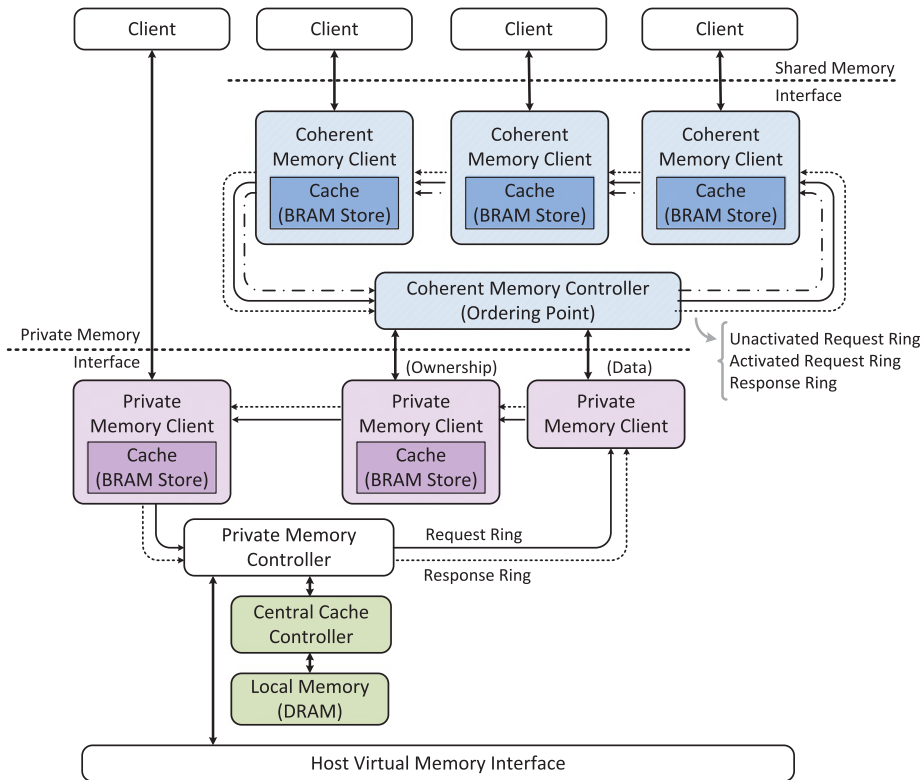 Client
Client
Client
Client
Shared Memory
Interface
Coherent
Memory Client
Cache
(BRAM Store)
Coherent
Memory Client
Cache
(BRAM Store)
Coherent
Memory Client
Cache
(BRAM Store)
Coherent Memory Controller
(Ordering Point)
Unactivated Request Ring
Activated Request Ring
Response Ring
Private Memory
Interface
(Ownership)
(Data)
Private
Memory Client
Cache
(BRAM Store)
Private
Memory Client
Cache
(BRAM Store)
Private
Memory Client
Private Memory
Controller
Request Ring
Response Ring
Central Cache
Controller
Local Memory
(DRAM)
Host Virtual Memory Interface